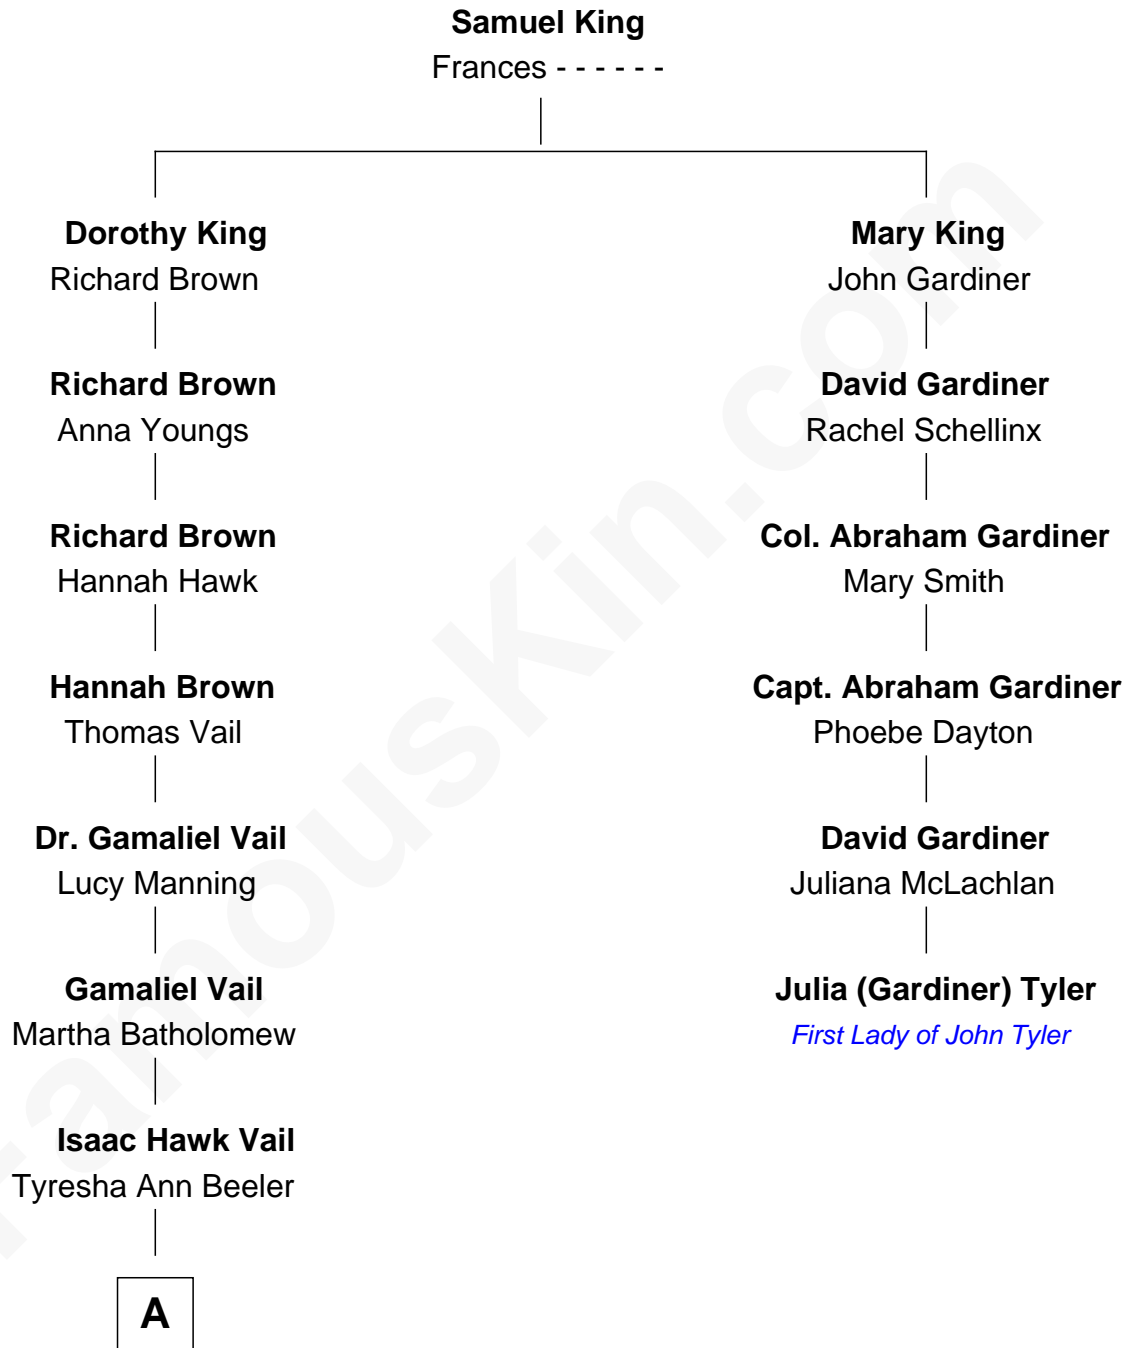 Samuel King
Frances - - - - - -
Dorothy King
Richard Brown
Mary King
John Gardiner
Richard Brown
Anna Youngs
David Gardiner
Rachel Schellinx
Richard Brown
Hannah Hawk
Col. Abraham Gardiner
Mary Smith
Hannah Brown
Thomas Vail
Capt. Abraham Gardiner
Phoebe Dayton
Dr. Gamaliel Vail
Lucy Manning
David Gardiner
Juliana McLachlan
Gamaliel Vail
Martha Batholomew
Julia (Gardiner) Tyler
First Lady of John Tyler
Isaac Hawk Vail
Tyresha Ann Beeler
A
FamousKin.com